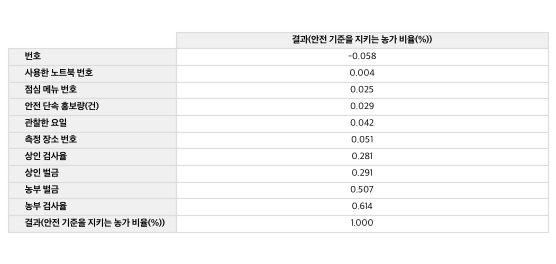 결과(안전 기준을 지키는 농가 비율(%))
번호 -0.058
사용한 노트북 번호 0.004
점심 메뉴 번호 0.025
안전 단속 홍보량(건) 0.029
관찰한 요일 0.042
측정 장소 번호 0.051
상인 검사율 0.281
상인 벌금 0.291
농부 벌금 0.507
농부 검사율 0.614
결과(안전 기준을 지키는 농가 비율(%)) 1.000